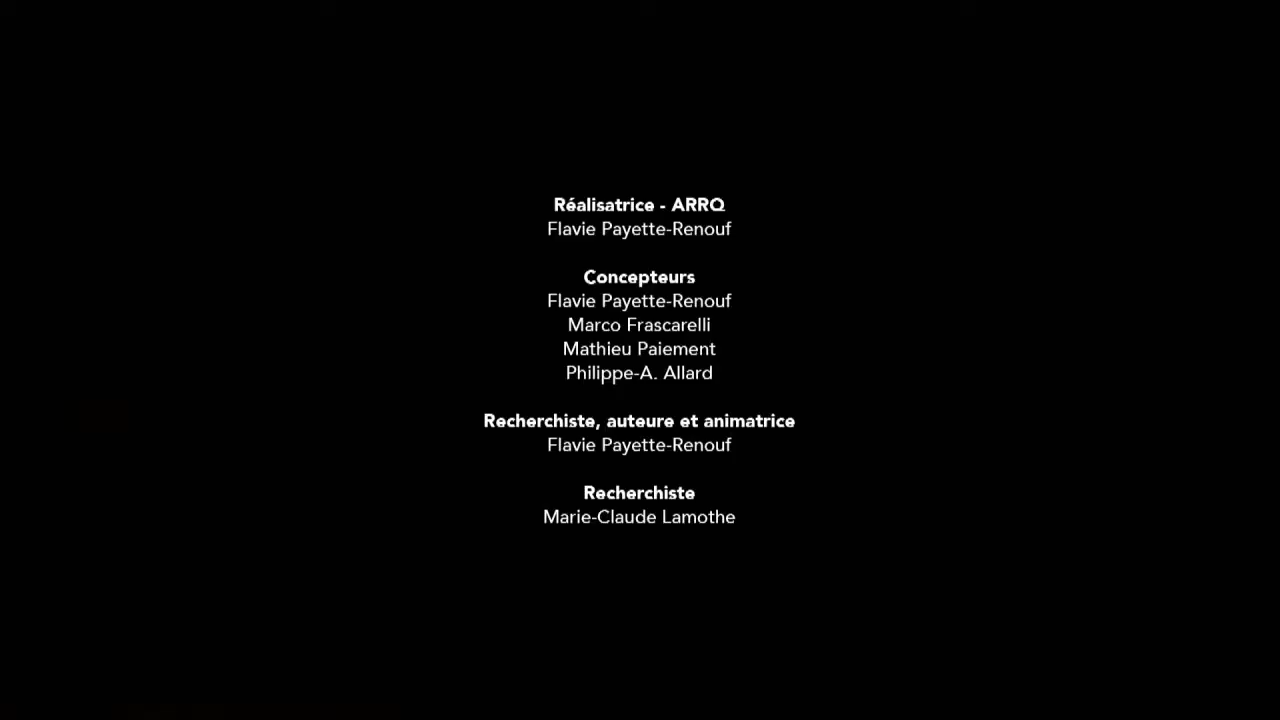 Réalisatrice - ARRQ
Flavie Payette-Renouf
Concepteurs
Flavie Payette-Renouf
Marco Frascarelli
Mathieu Paiement
Philippe-A. Allard
Recherchiste, auteure et animatrice
Flavie Payette-Renouf
Recherchiste
Marie-Claude Lamothe